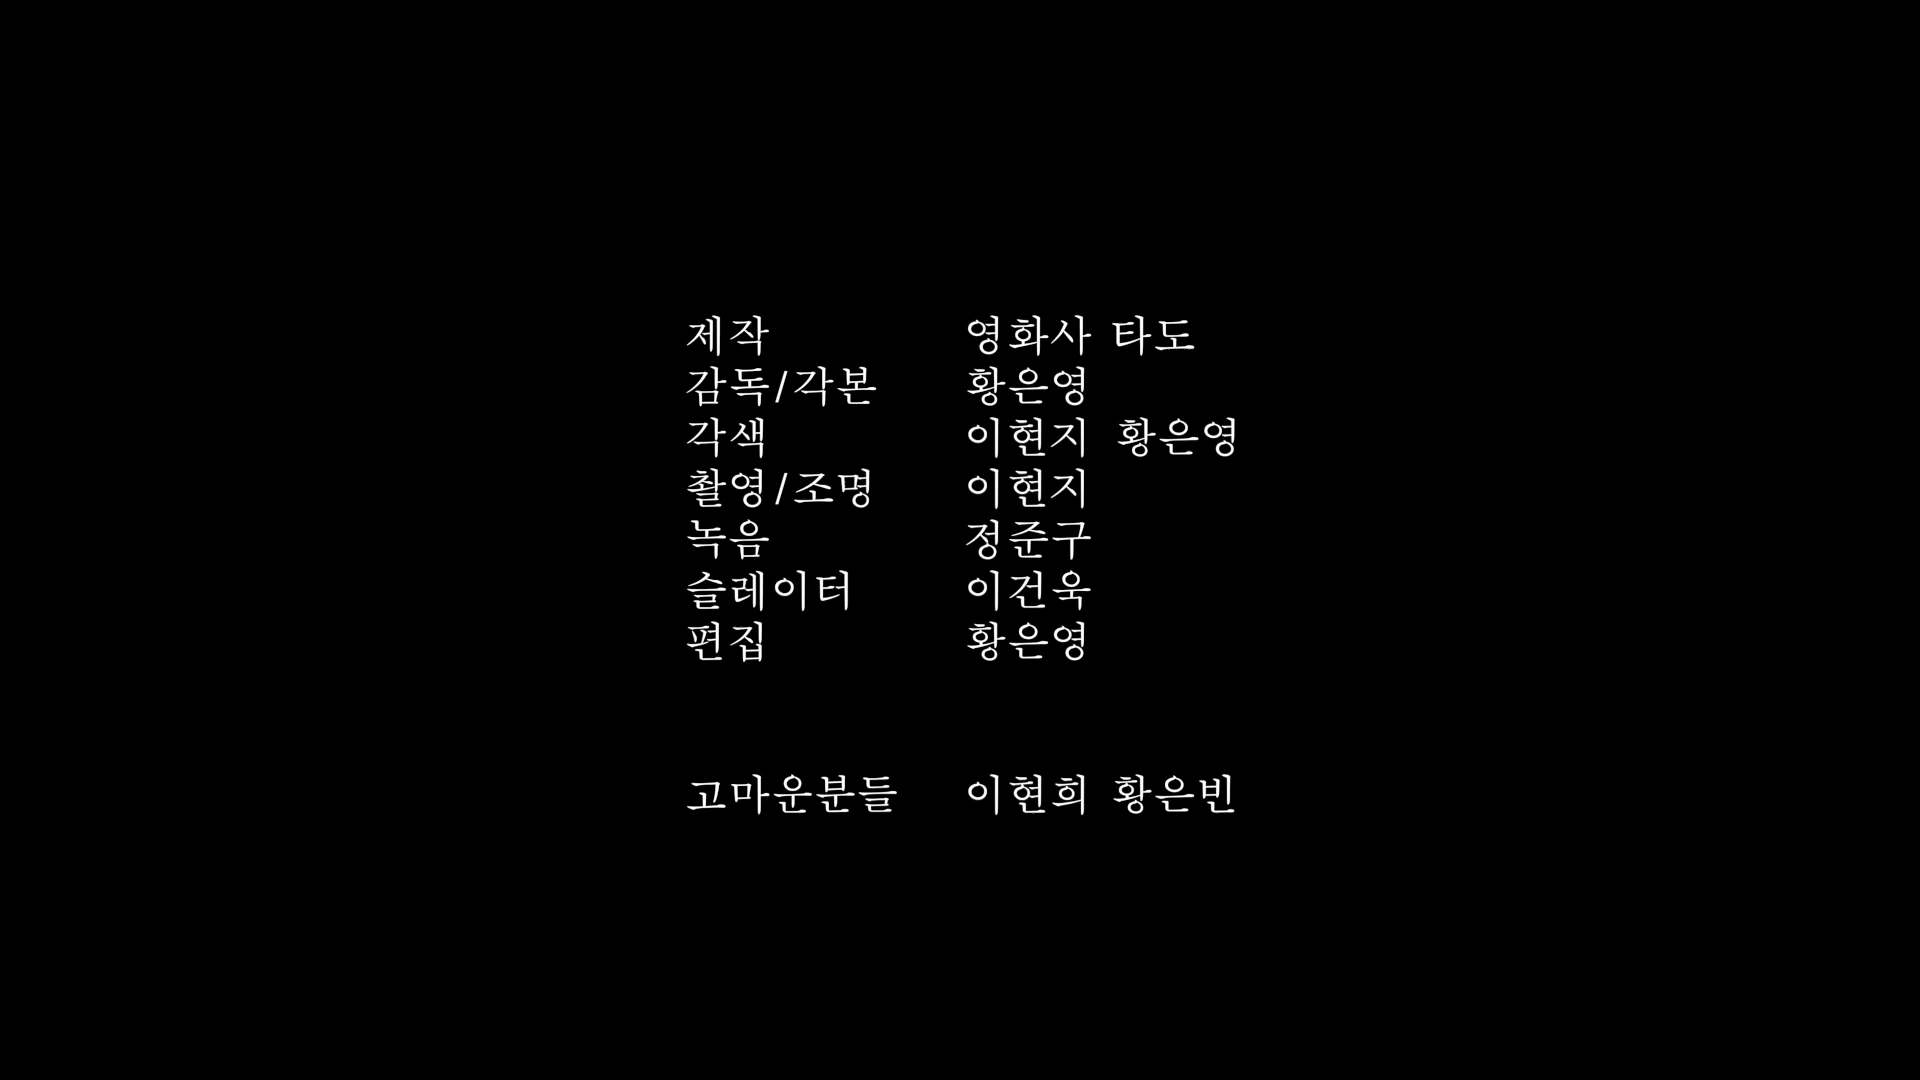 제작 영화사 타도
감독/각본 황은영
각색 이현지 황은영
촬영/조명 이현지
녹음 정준구
슬레이터 이건욱
편집 황은영
고마운분들 이현희 황은빈